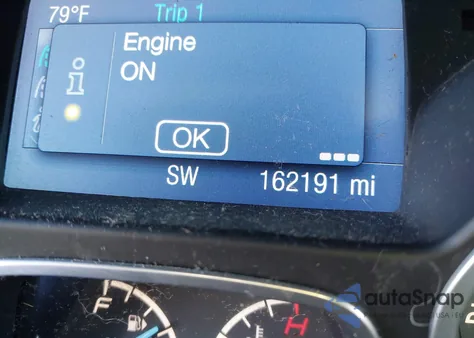 79°F Trip 1
Engine
ON
OK
SW 162191 mi
F H
autoSnap